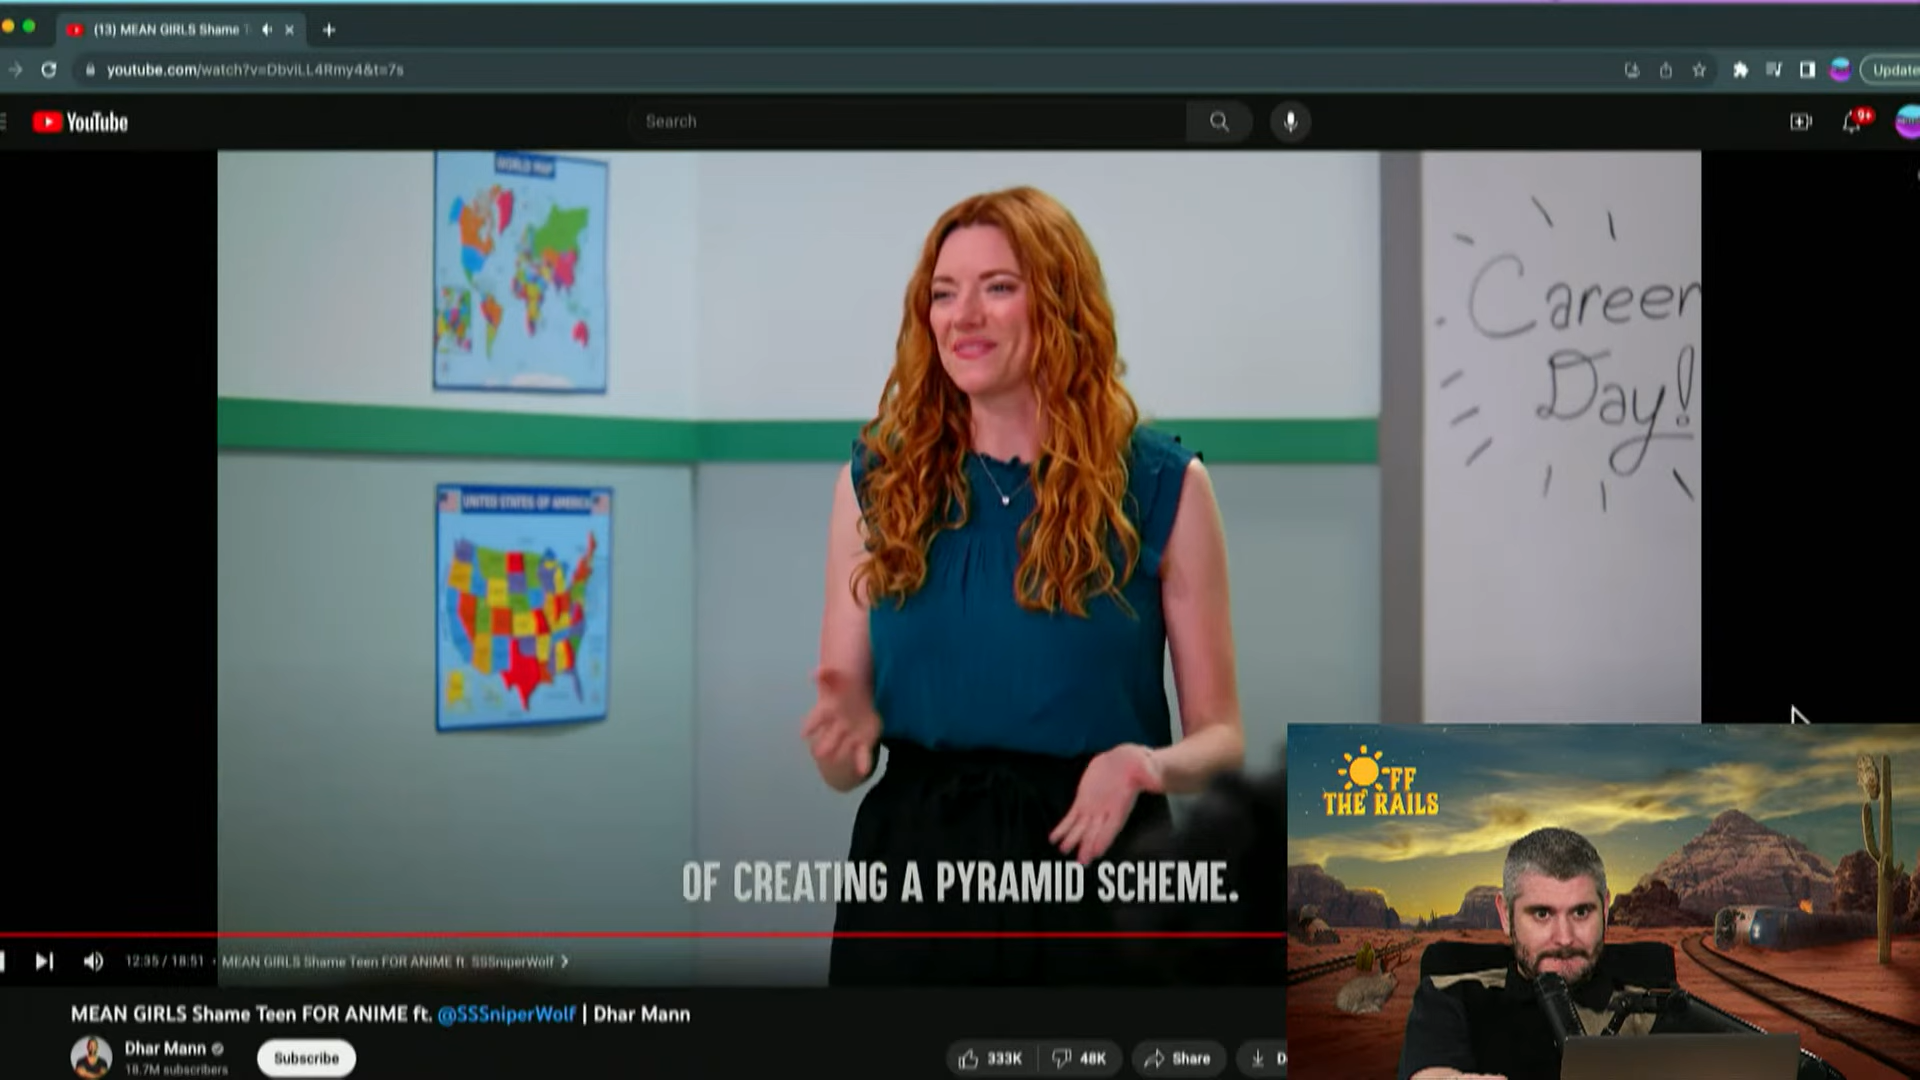 (13) MEAN GIRLS Shame T
youtube.com/watch?v=DbviLL4Rmy4&t=7s
Update
YouTube
Search
9+
WORLD MAP
Career
Day!
UNITED STATES OF AMERICA
OFF
THE RAILS
OF CREATING A PYRAMID SCHEME.
12:35 / 18:51 • MEAN GIRLS Shame Teen FOR ANIME ft. SSSniperWolf >
MEAN GIRLS Shame Teen FOR ANIME ft. @SSSniperWolf | Dhar Mann
Dhar Mann
18.7M subscribers
Subscribe
333K
48K
Share
D